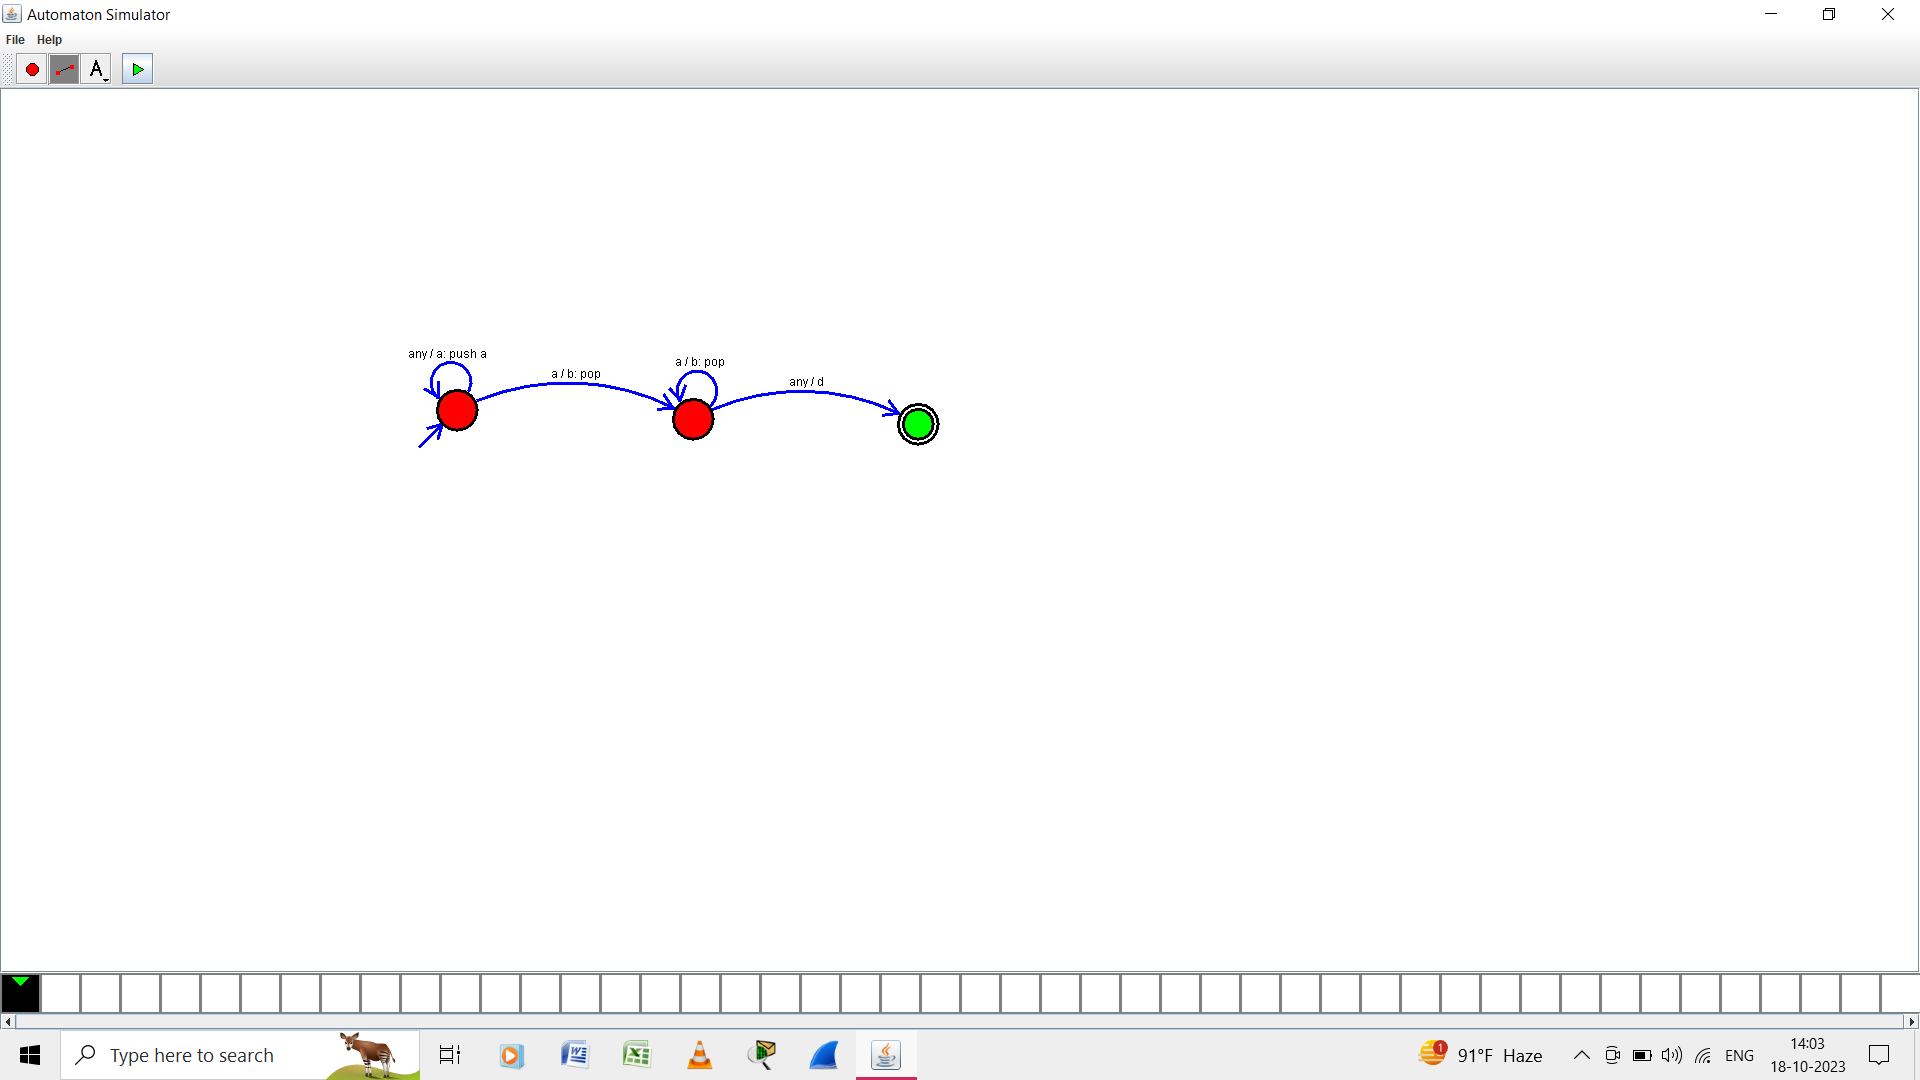 Automaton Simulator
File Help
A
any / a: push a
a / b: pop
a / b: pop
any / d
Type here to search
1
91°F Haze
ENG
14:03
18-10-2023